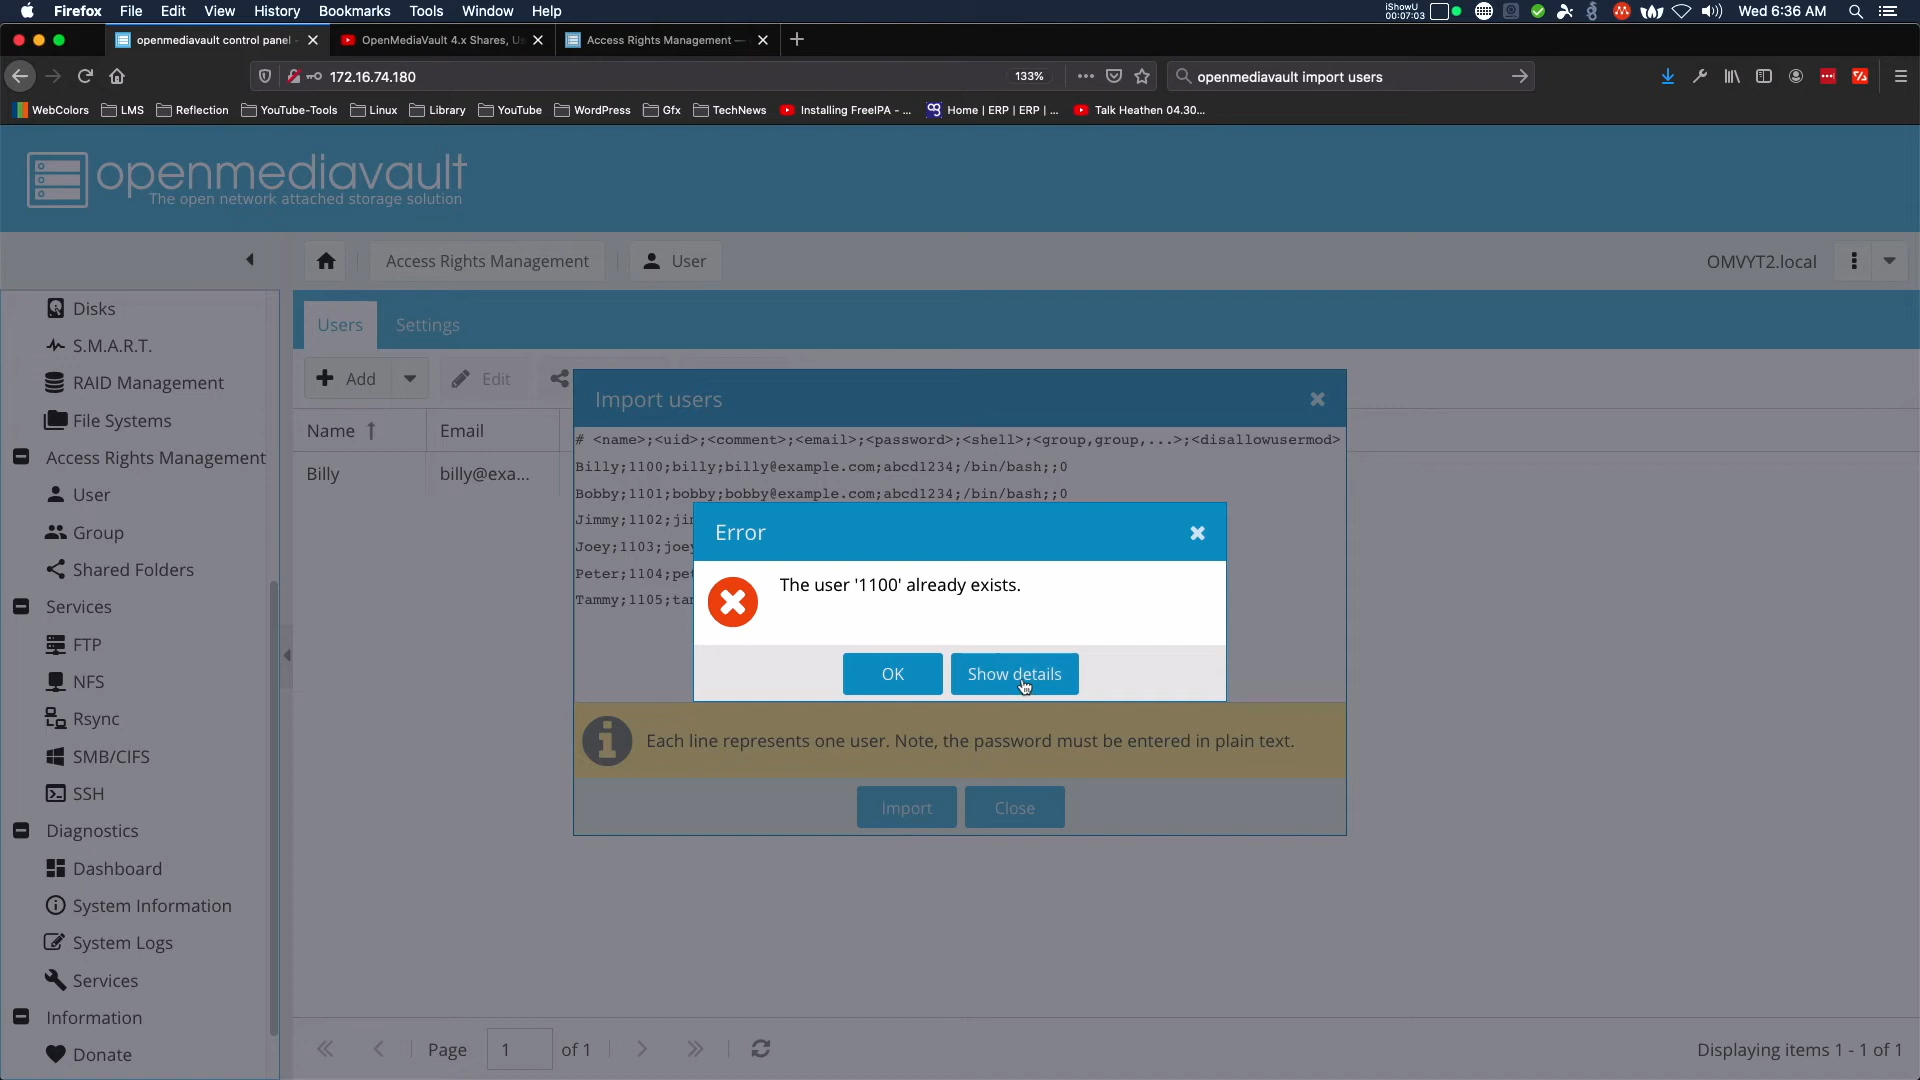 Firefox File Edit View History Bookmarks Tools Window Help
iShowU
00:07:03
Wed 6:36 AM
openmediavault control panel -
OpenMediaVault 4.x Shares, Us
Access Rights Management —
172.16.74.180
133%
openmediavault import users
WebColors LMS Reflection YouTube-Tools Linux Library YouTube WordPress Gfx TechNews Installing FreeIPA - ... Home | ERP | ERP | ... Talk Heathen 04.30...
openmediavault
The open network attached storage solution
Access Rights Management
User
OMVYT2.local
Disks
S.M.A.R.T.
RAID Management
File Systems
Access Rights Management
User
Group
Shared Folders
Services
FTP
NFS
Rsync
SMB/CIFS
SSH
Diagnostics
Dashboard
System Information
System Logs
Services
Information
Donate
Users Settings
Add Edit
Name Email
Billy billy@exa...
Import users
# <name>;<uid>;<comment>;<email>;<password>;<shell>;<group,group,...>;<disallowusermod>
Billy;1100;billy;billy@example.com;abcd1234;/bin/bash;;0
Bobby;1101;bobby;bobby@example.com;abcd1234;/bin/bash;;0
Jimmy;1102;jim
Joey;1103;joey
Peter;1104;pet
Tammy;1105;tam
Error
The user '1100' already exists.
OK Show details
Each line represents one user. Note, the password must be entered in plain text.
Import Close
Page 1 of 1
Displaying items 1 - 1 of 1